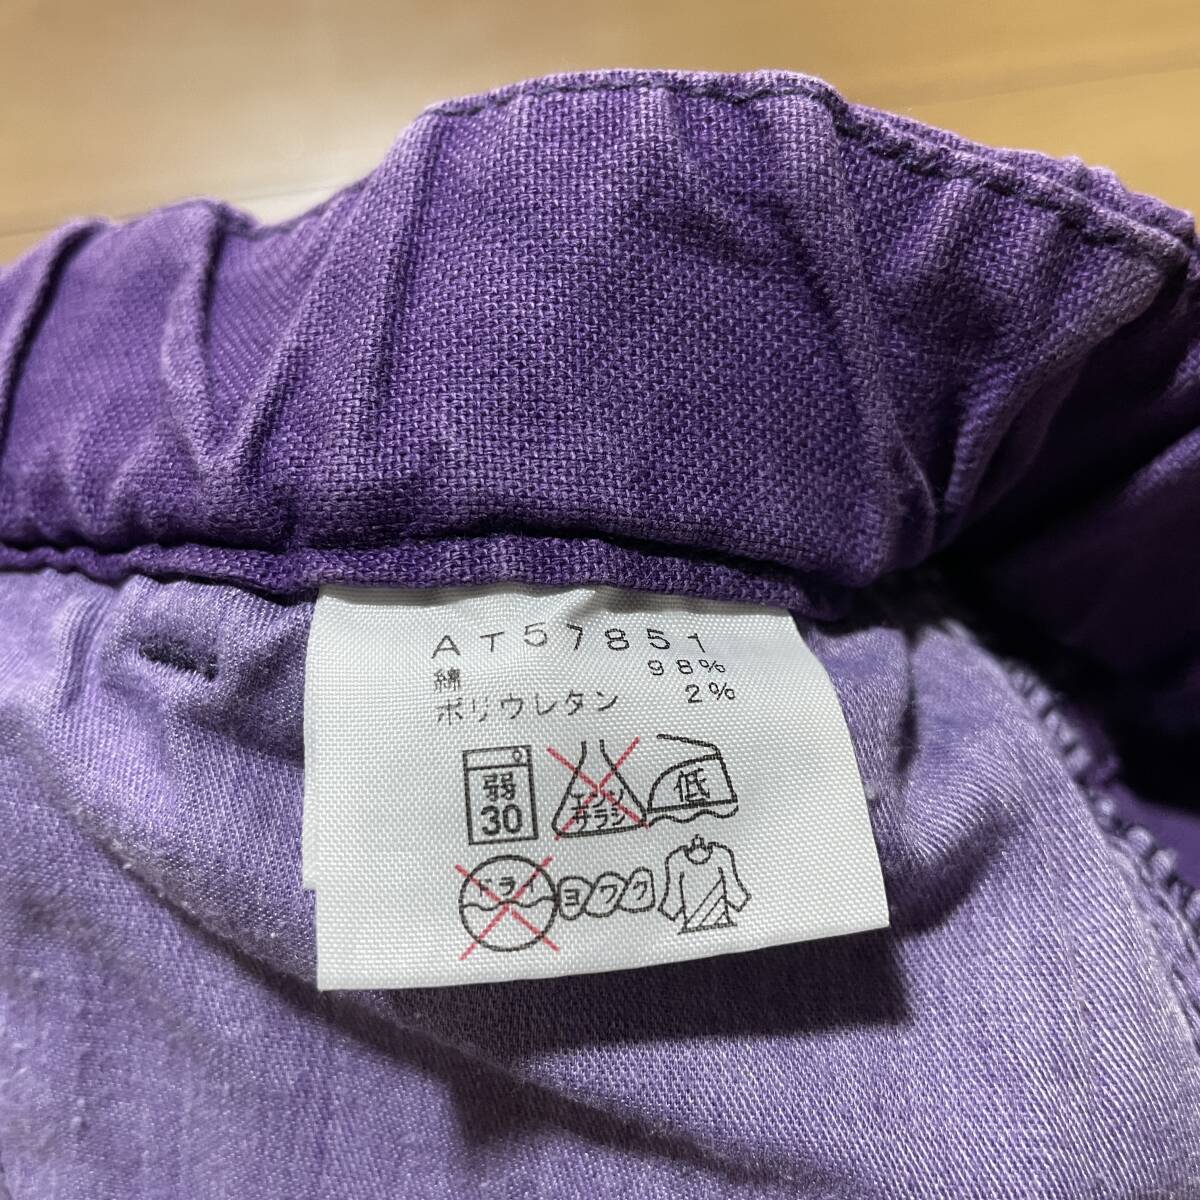 AT57851
綿 98%
ポリウレタン 2%
弱
30
エンソ
サラシ
低
ドライ
ヨワク